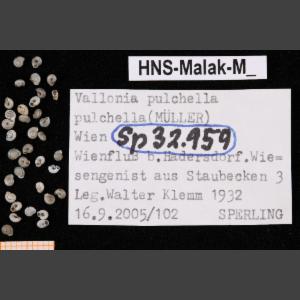 HNS-Malak-M_
Vallonia pulchella
pulchella(MÜLLER)
Wien Sp 32.959
Wienfluß b.Hadersdorf.Wie=
sengenist aus Staubecken 3
Leg.Walter Klemm 1932
16.9.2005/102 SPERLING